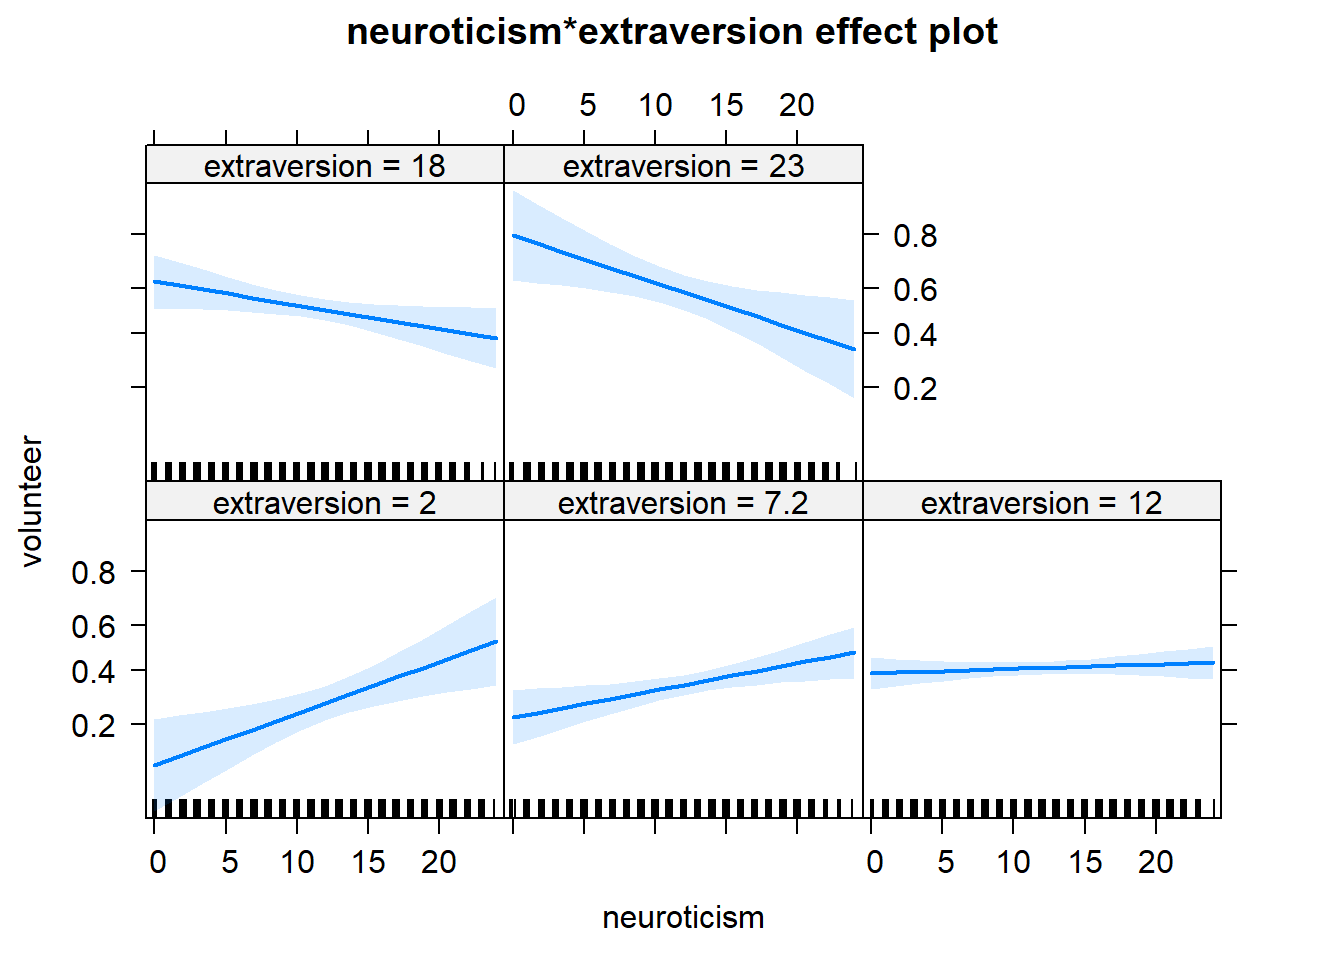 neuroticism*extraversion effect plot
0 5 10 15 20
extraversion = 18 extraversion = 23
0.8
0.6
0.4
0.2
extraversion = 2 extraversion = 7.2 extraversion = 12
volunteer
0.8
0.6
0.4
0.2
0 5 10 15 20 0 5 10 15 20
neuroticism